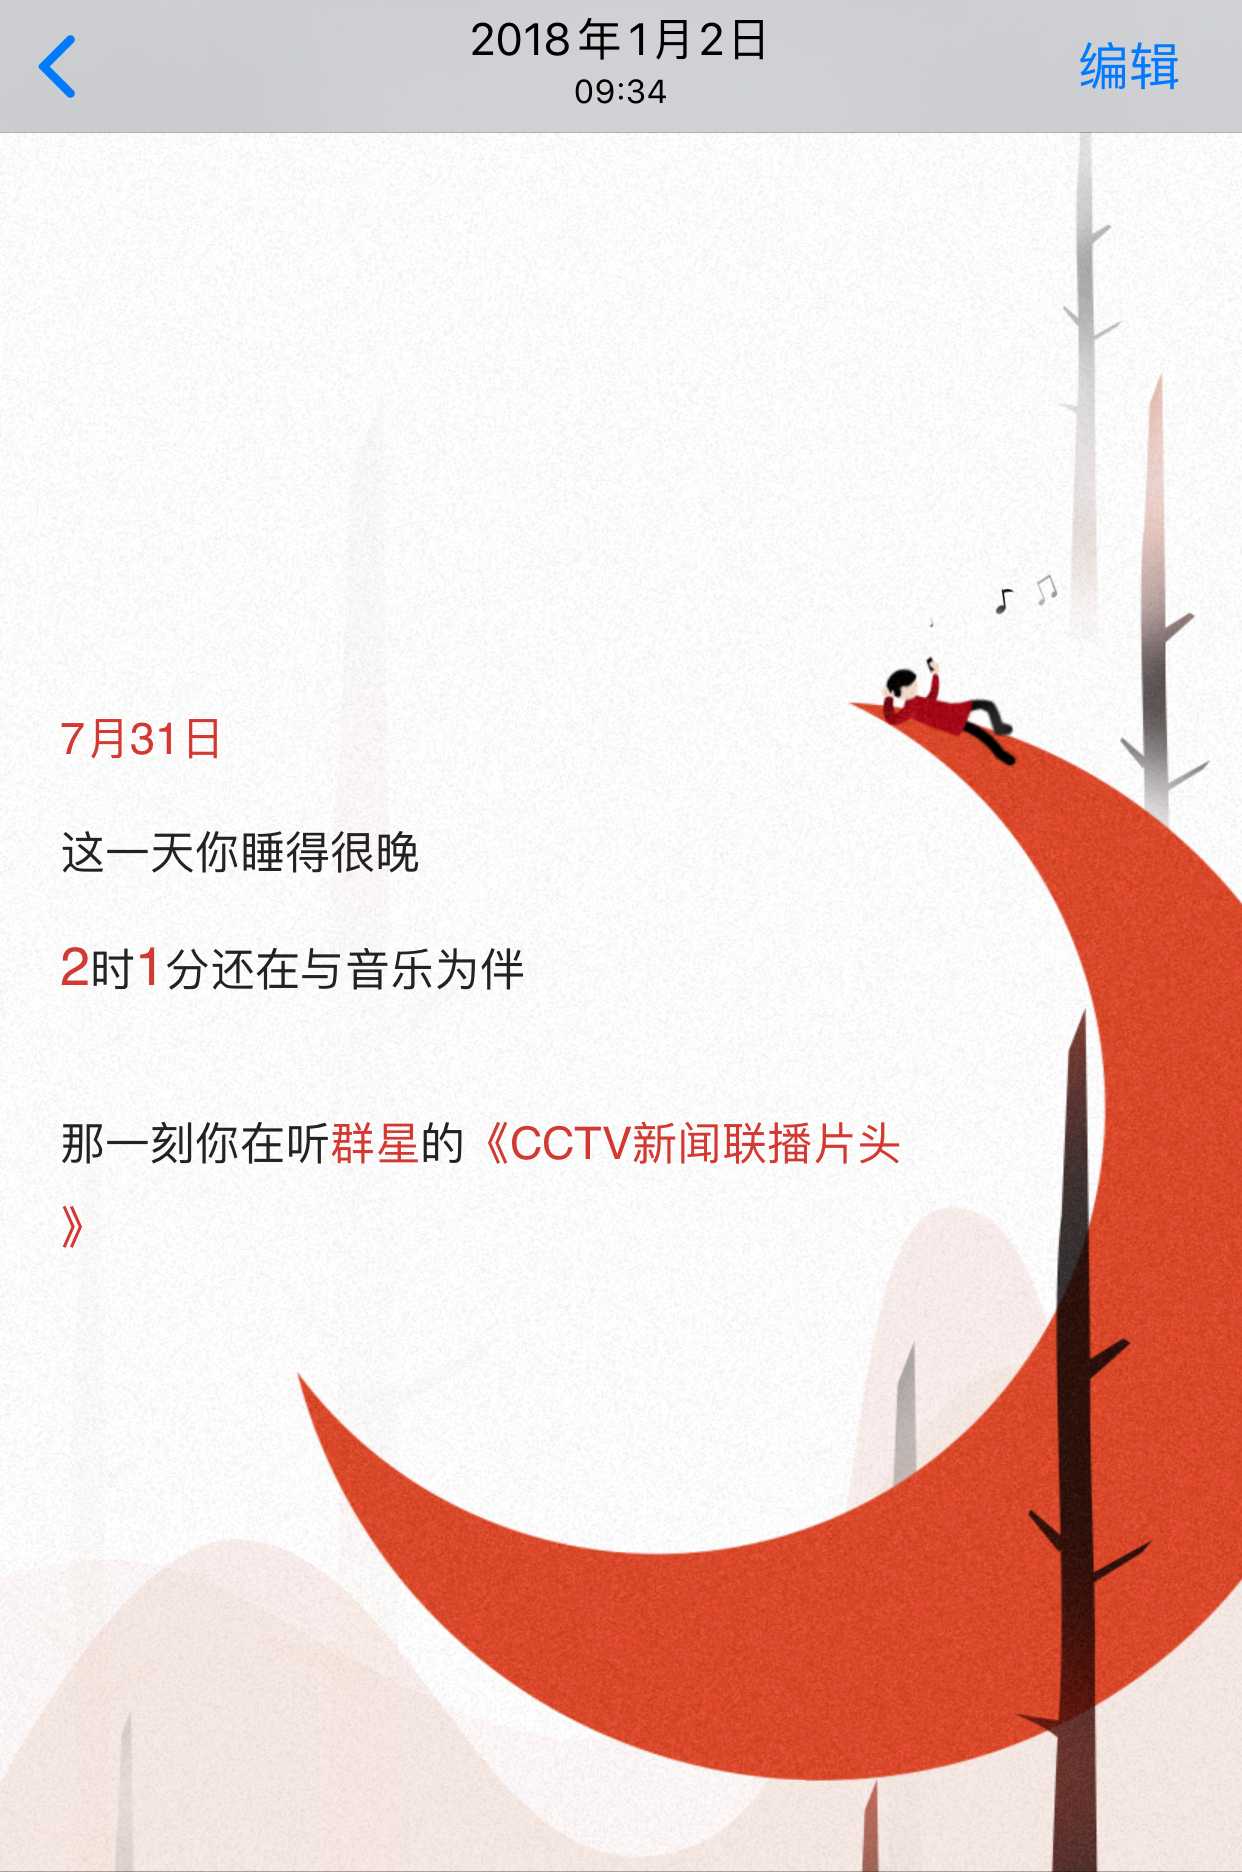 2018年1月2日
09:34
编辑
7月31日
这一天你睡得很晚
2时1分还在与音乐为伴
那一刻你在听群星的《CCTV新闻联播片头
》